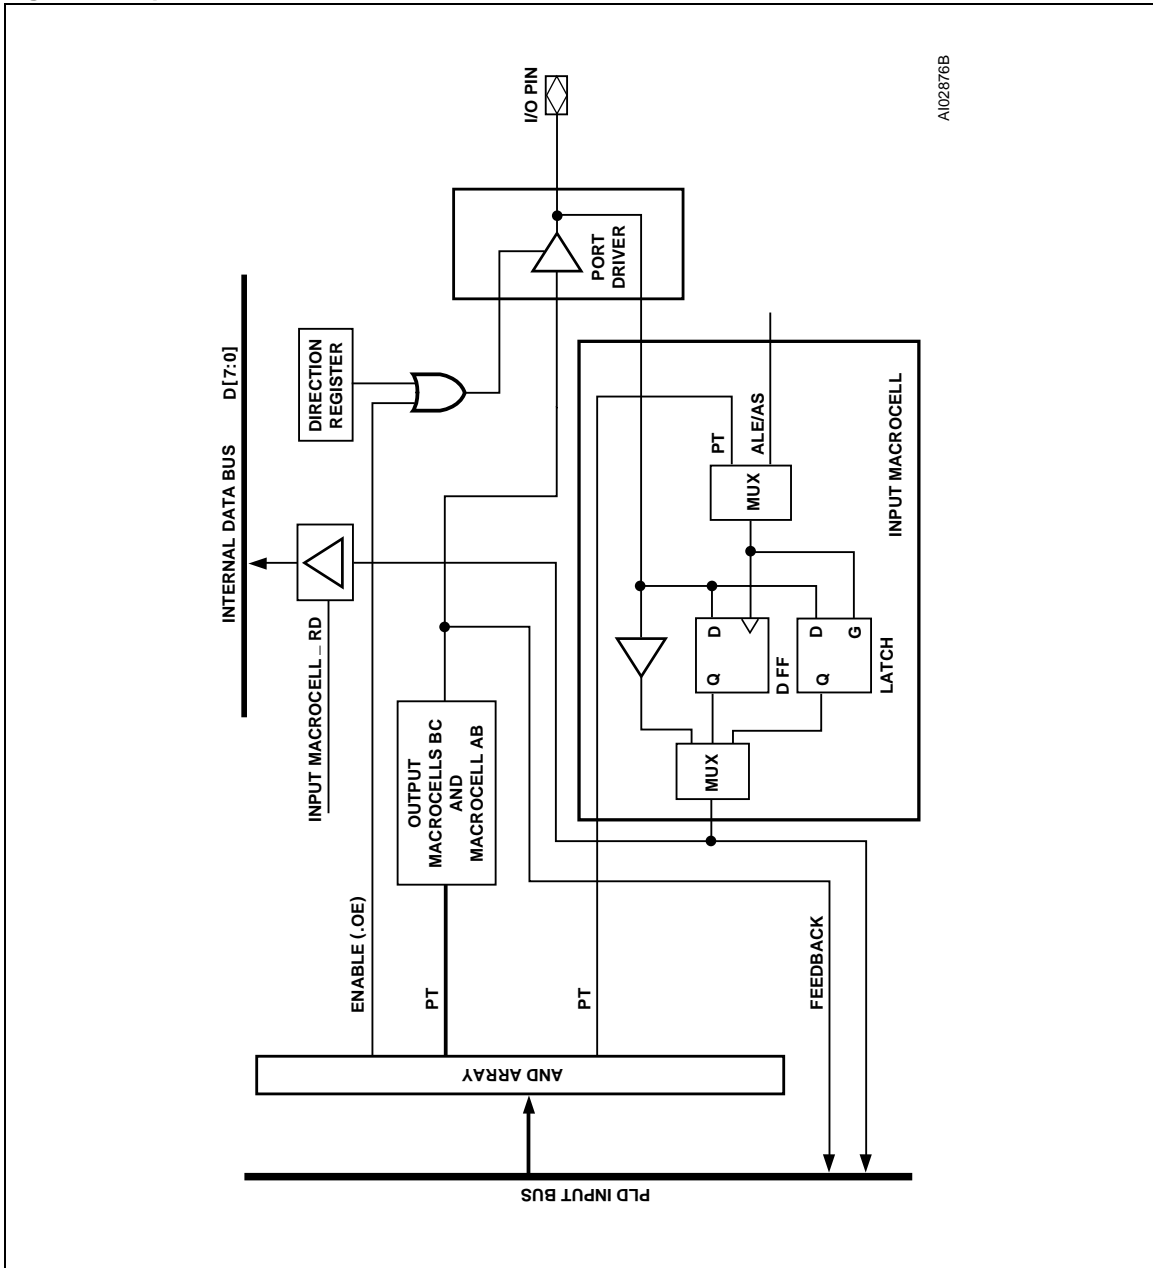 INTERNAL DATA BUS D[7:0]
INPUT MACROCELL _ RD
DIRECTION
REGISTER
ENABLE (.OE)
OUTPUT
MACROCELLS BC
AND
MACROCELL AB
PT
I/O PIN
PORT
DRIVER
AND ARRAY
PLD INPUT BUS
PT
FEEDBACK
INPUT MACROCELL
PT
ALE/AS
MUX
MUX
Q
D
D FF
Q
D
G
LATCH
AI02876B